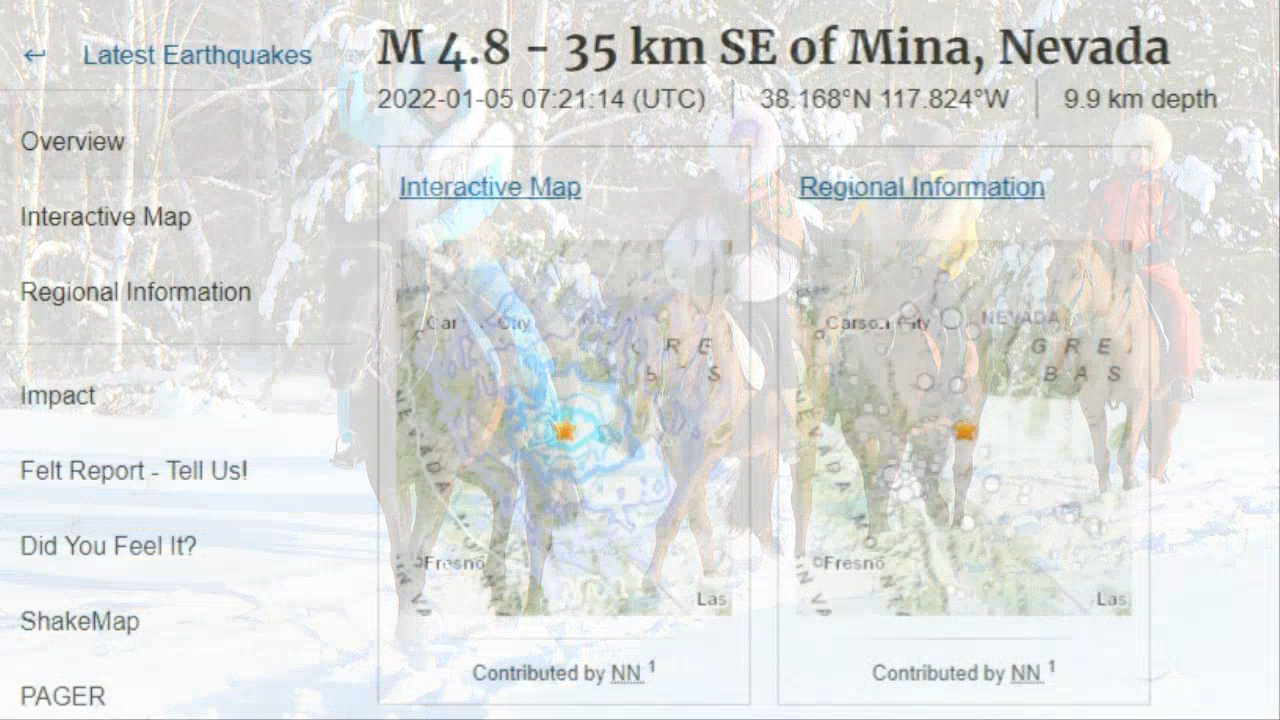 ↩ Latest Earthquakes
Overview
Interactive Map
Regional Information
Impact
Felt Report - Tell Us!
Did You Feel It?
ShakeMap
PAGER
M 4.8 - 35 km SE of Mina, Nevada
2022-01-05 07:21:14 (UTC) | 38.168°N 117.824°W | 9.9 km depth
Interactive Map
Fresno
Las
Contributed by NN 1
Regional Information
Carson City
NEVADA
G R E
B A S
NEVADA
Fresno
Las
Contributed by NN 1